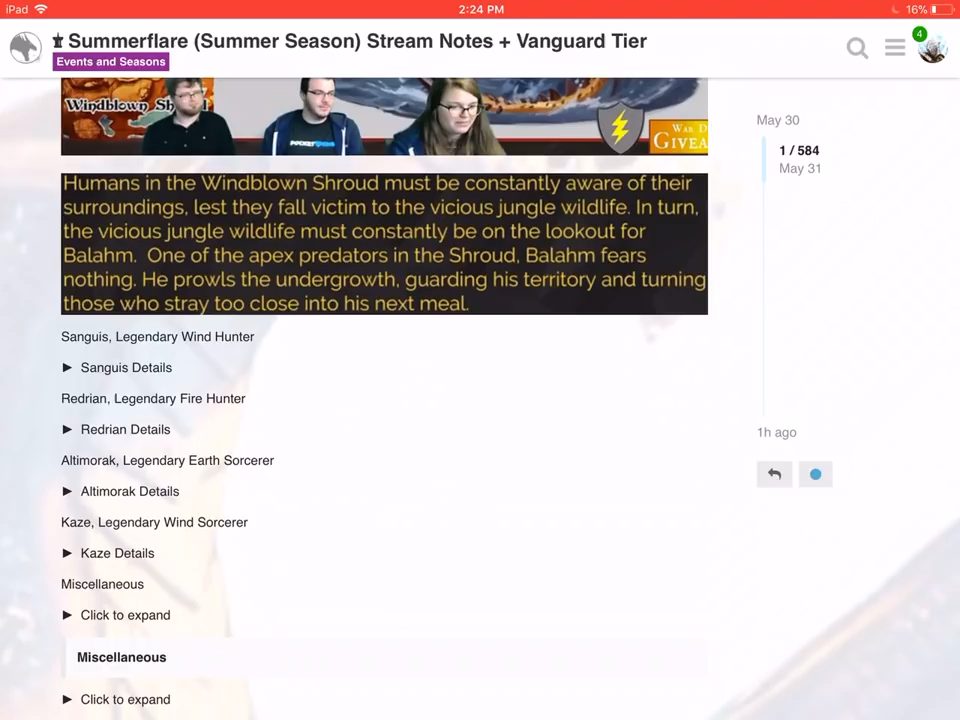 iPad 2:24 PM 16%
Summerflare (Summer Season) Stream Notes + Vanguard Tier
4
Events and Seasons
Windblown Sh
POCKET
WAR D
GIVEA
May 30
1 / 584
May 31
Humans in the Windblown Shroud must be constantly aware of their
surroundings, lest they fall victim to the vicious jungle wildlife. In turn,
the vicious jungle wildlife must constantly be on the lookout for
Balahm.  One of the apex predators in the Shroud, Balahm fears
nothing. He prowls the undergrowth, guarding his territory and turning
those who stray too close into his next meal.
Sanguis, Legendary Wind Hunter
► Sanguis Details
Redrian, Legendary Fire Hunter
► Redrian Details
1h ago
Altimorak, Legendary Earth Sorcerer
► Altimorak Details
Kaze, Legendary Wind Sorcerer
► Kaze Details
Miscellaneous
► Click to expand
Miscellaneous
► Click to expand